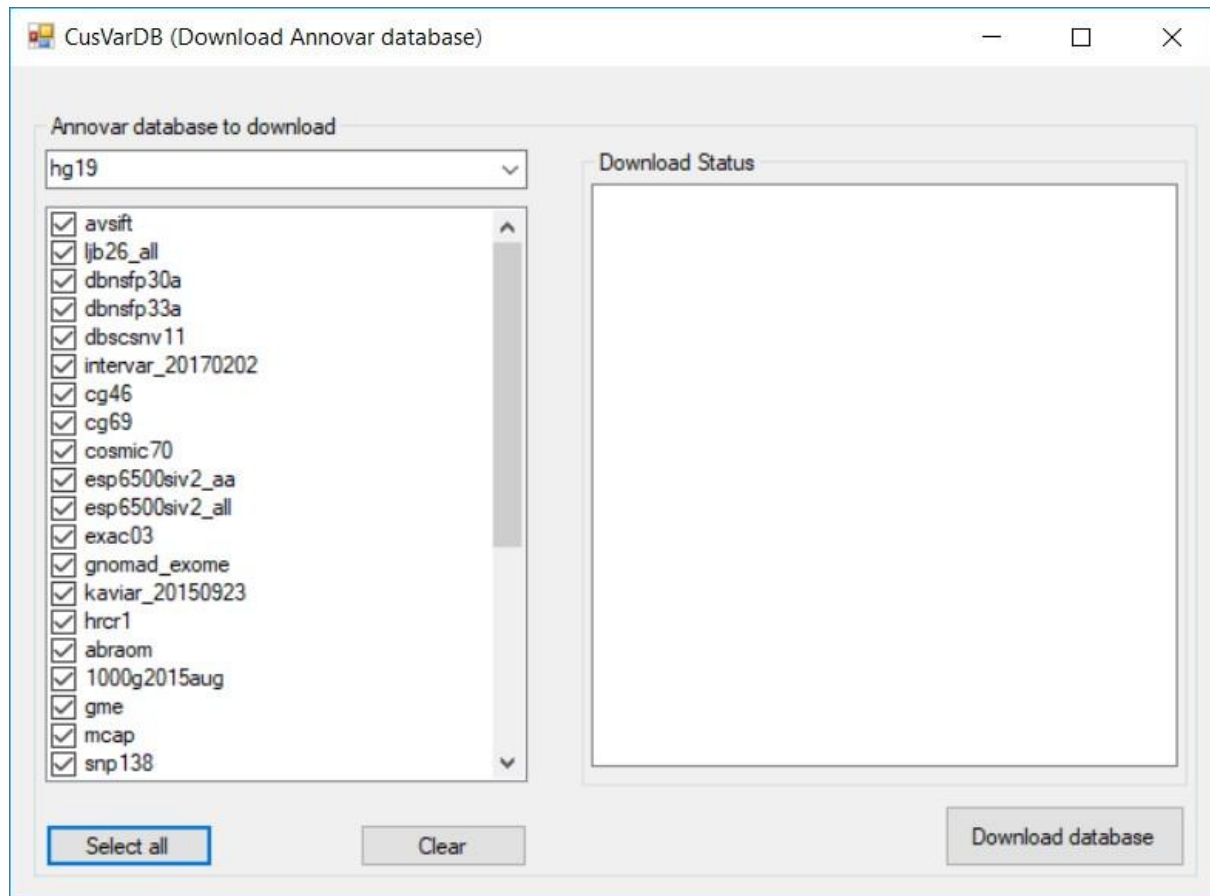 CusVarDB (Download Annovar database)
Annovar database to download
hg19
avsift
ljb26_all
dbnsfp30a
dbnsfp33a
dbscsnv11
intervar_20170202
cg46
cg69
cosmic70
esp6500siv2_aa
esp6500siv2_all
exac03
gnomad_exome
kaviar_20150923
hrcr1
abraom
1000g2015aug
gme
mcap
snp138
Select all
Clear
Download Status
Download database